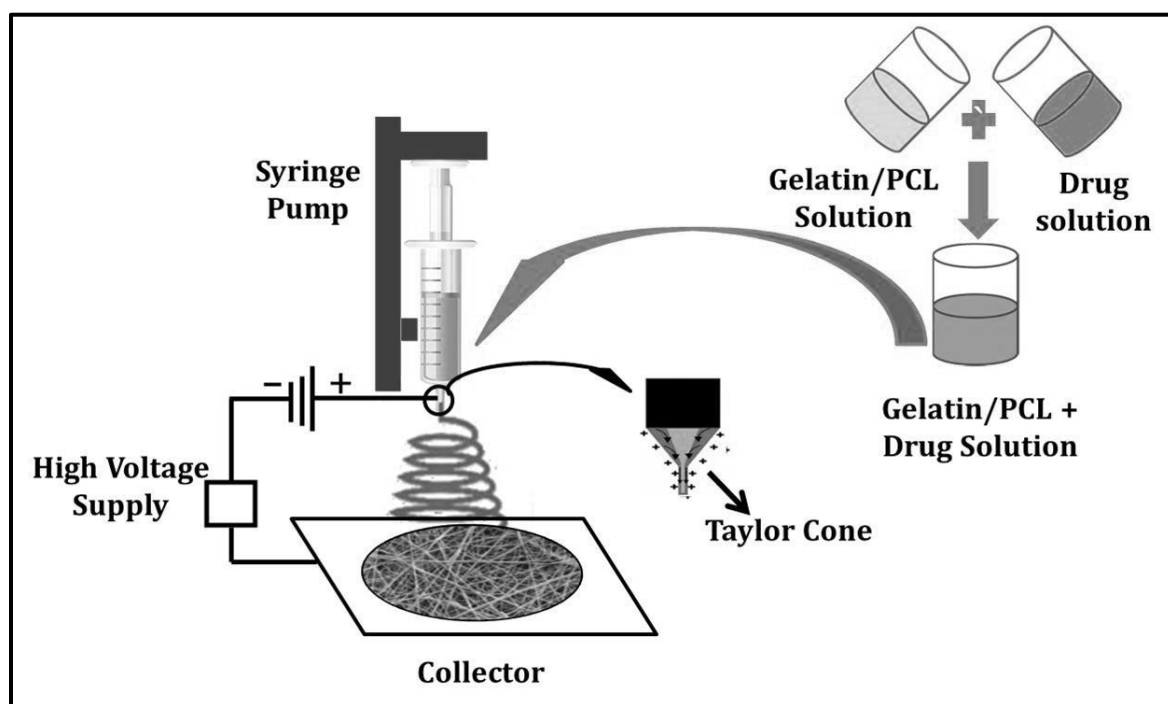 Syringe
Pump
Gelatin/PCL
Solution
Drug
solution
− +
Gelatin/PCL +
Drug Solution
High Voltage
Supply
Taylor Cone
Collector